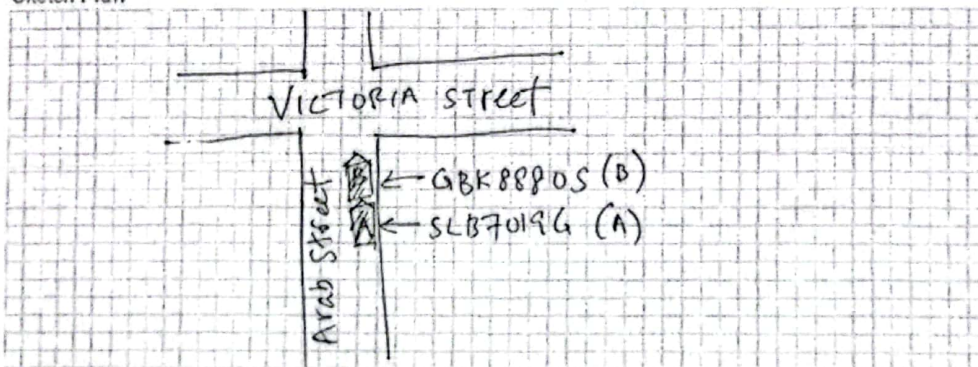 VICTORIA Street
Arab Street
B ← GBK8880S (B)
A ← SLB7019G (A)